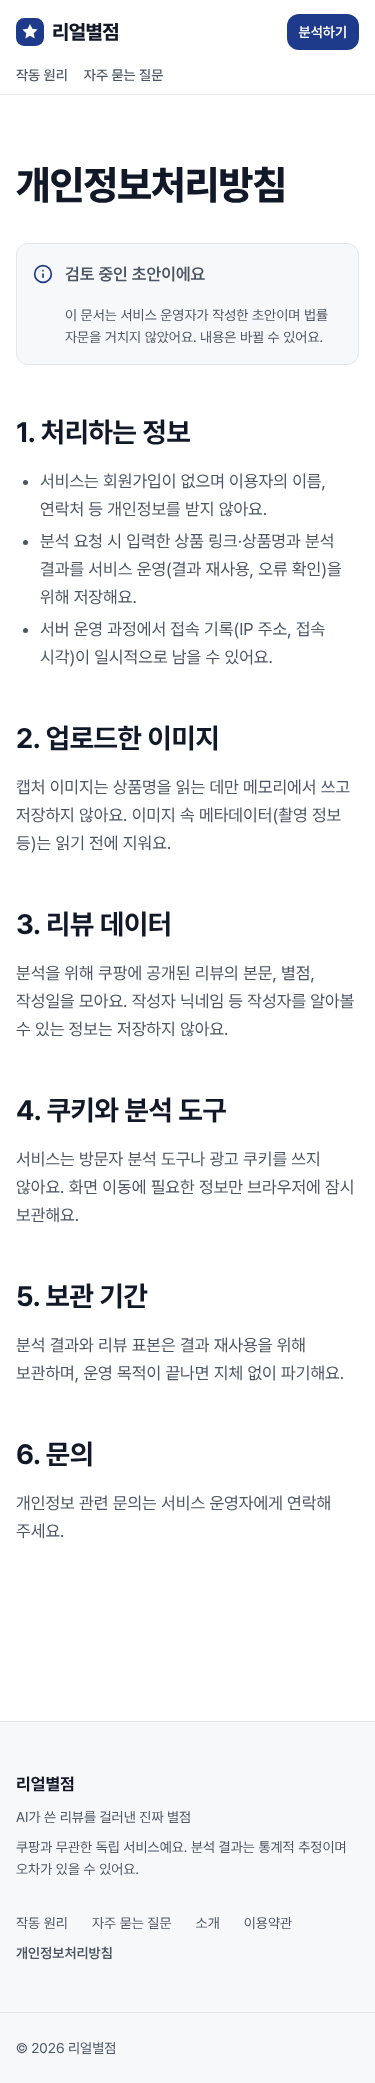 리얼별점
분석하기
작동 원리 자주 묻는 질문
개인정보처리방침
검토 중인 초안이에요
이 문서는 서비스 운영자가 작성한 초안이며 법률
자문을 거치지 않았어요. 내용은 바뀔 수 있어요.
1. 처리하는 정보
• 서비스는 회원가입이 없으며 이용자의 이름,
연락처 등 개인정보를 받지 않아요.
• 분석 요청 시 입력한 상품 링크·상품명과 분석
결과를 서비스 운영(결과 재사용, 오류 확인)을
위해 저장해요.
• 서버 운영 과정에서 접속 기록(IP 주소, 접속
시각)이 일시적으로 남을 수 있어요.
2. 업로드한 이미지
캡처 이미지는 상품명을 읽는 데만 메모리에서 쓰고
저장하지 않아요. 이미지 속 메타데이터(촬영 정보
등)는 읽기 전에 지워요.
3. 리뷰 데이터
분석을 위해 쿠팡에 공개된 리뷰의 본문, 별점,
작성일을 모아요. 작성자 닉네임 등 작성자를 알아볼
수 있는 정보는 저장하지 않아요.
4. 쿠키와 분석 도구
서비스는 방문자 분석 도구나 광고 쿠키를 쓰지
않아요. 화면 이동에 필요한 정보만 브라우저에 잠시
보관해요.
5. 보관 기간
분석 결과와 리뷰 표본은 결과 재사용을 위해
보관하며, 운영 목적이 끝나면 지체 없이 파기해요.
6. 문의
개인정보 관련 문의는 서비스 운영자에게 연락해
주세요.
리얼별점
AI가 쓴 리뷰를 걸러낸 진짜 별점
쿠팡과 무관한 독립 서비스예요. 분석 결과는 통계적 추정이며
오차가 있을 수 있어요.
작동 원리 자주 묻는 질문 소개 이용약관
개인정보처리방침
© 2026 리얼별점